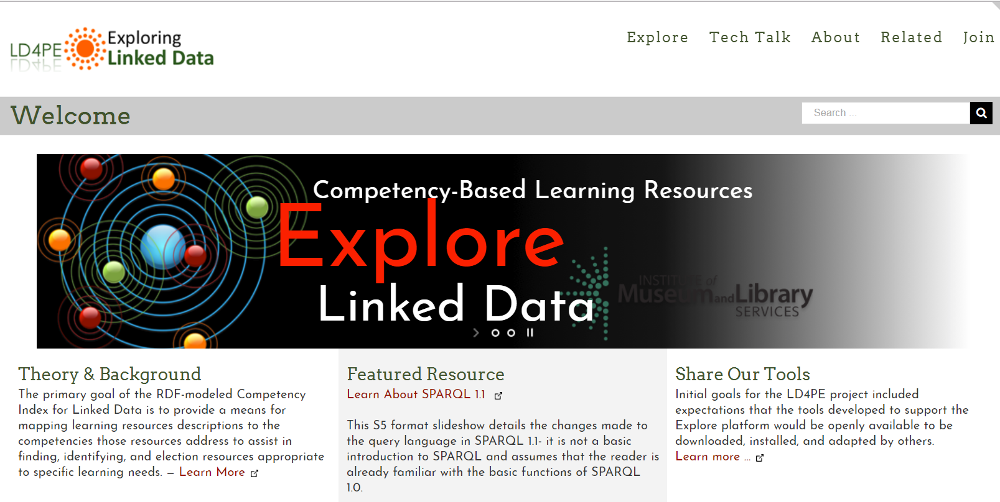 LD4PE Exploring
Linked Data
Explore Tech Talk About Related Join
Welcome
Search ...
Competency-Based Learning Resources
Explore
Linked Data
INSTITUTE of
Museum and Library
SERVICES
Theory & Background
The primary goal of the RDF-modeled Competency
Index for Linked Data is to provide a means for
mapping learning resources descriptions to the
competencies those resources address to assist in
finding, identifying, and election resources appropriate
to specific learning needs. – Learn More
Featured Resource
Learn About SPARQL 1.1
This S5 format slideshow details the changes made to
the query language in SPARQL 1.1- it is not a basic
introduction to SPARQL and assumes that the reader is
already familiar with the basic functions of SPARQL
1.0.
Share Our Tools
Initial goals for the LD4PE project included
expectations that the tools developed to support the
Explore platform would be openly available to be
downloaded, installed, and adapted by others.
Learn more ...